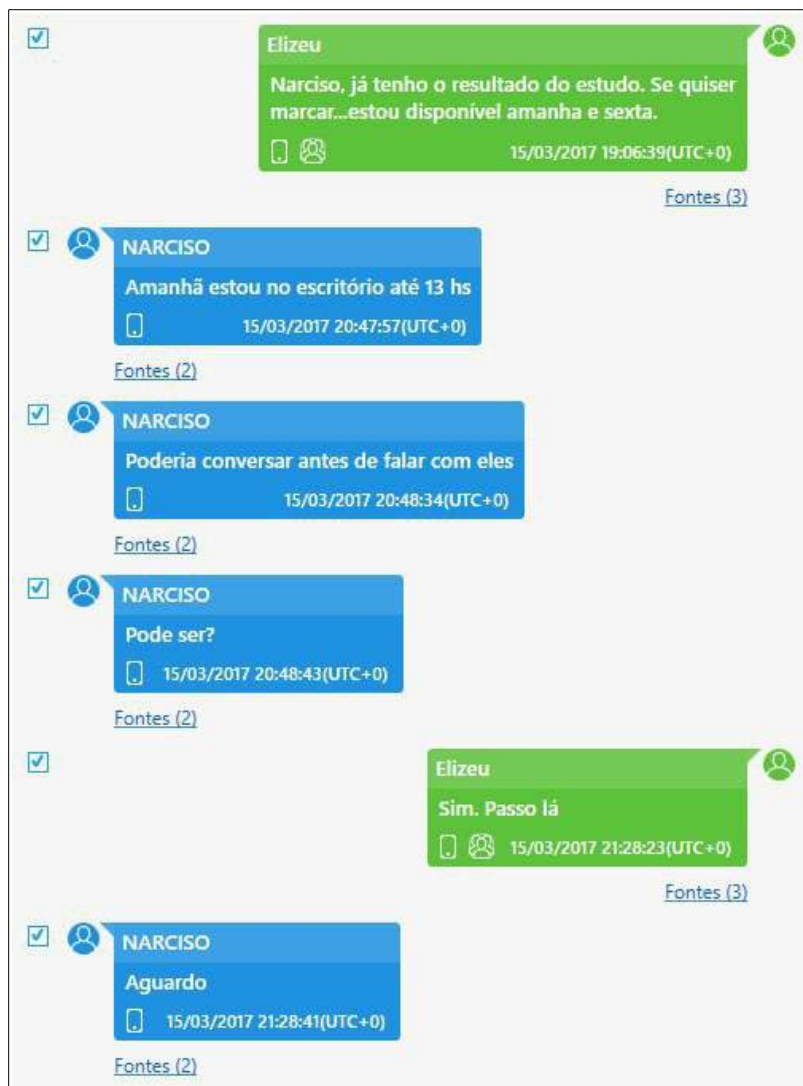 Elizeu
Narciso, já tenho o resultado do estudo. Se quiser
marcar...estou disponível amanha e sexta.
15/03/2017 19:06:39(UTC+0)
Fontes (3)
NARCISO
Amanhã estou no escritório até 13 hs
15/03/2017 20:47:57(UTC+0)
Fontes (2)
NARCISO
Poderia conversar antes de falar com eles
15/03/2017 20:48:34(UTC+0)
Fontes (2)
NARCISO
Pode ser?
15/03/2017 20:48:43(UTC+0)
Fontes (2)
Elizeu
Sim. Passo lá
15/03/2017 21:28:23(UTC+0)
Fontes (3)
NARCISO
Aguardo
15/03/2017 21:28:41(UTC+0)
Fontes (2)